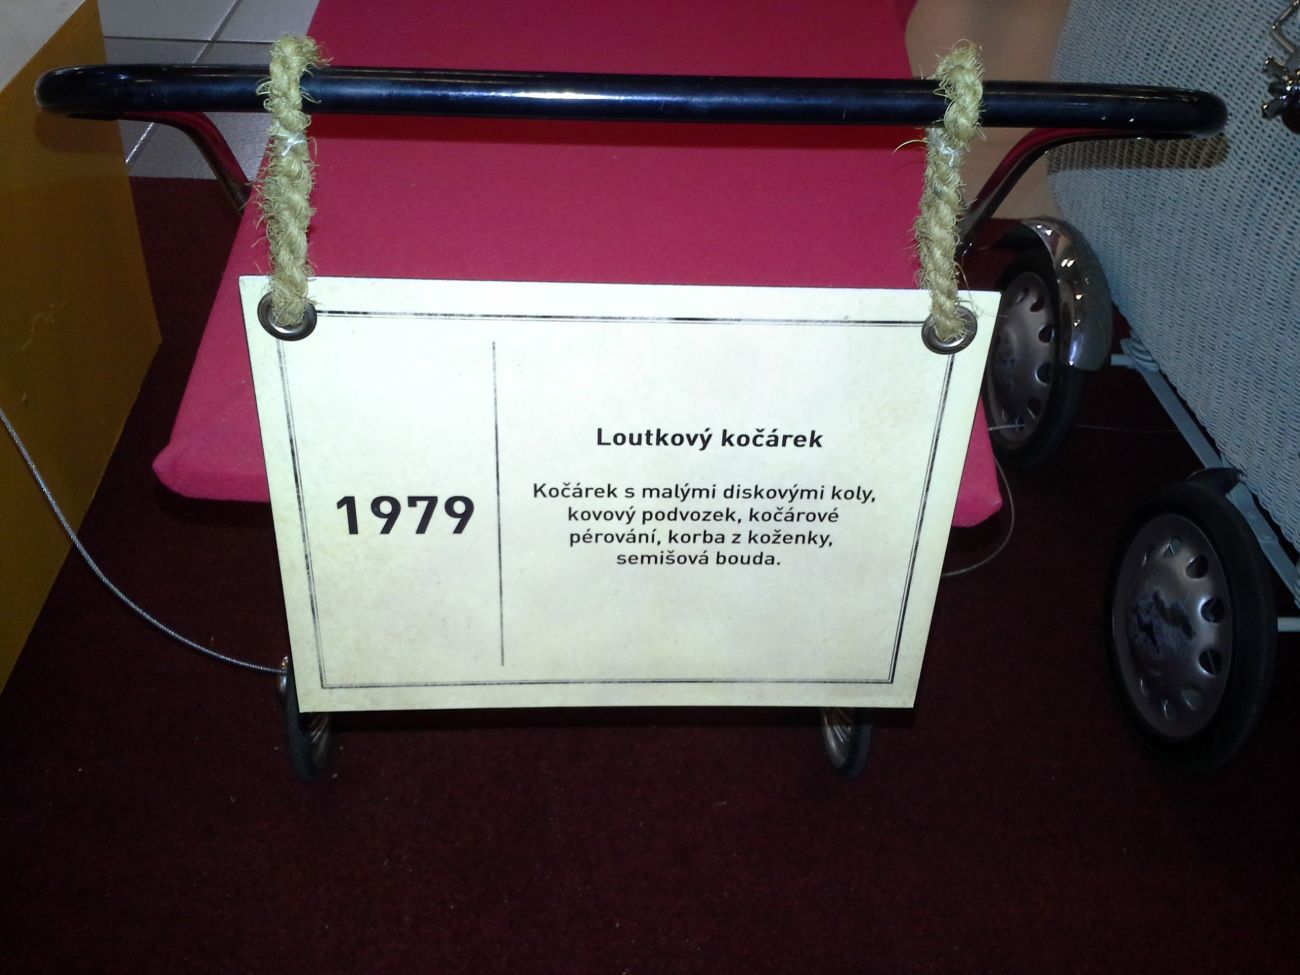 1979
Loutkový kočárek
Kočárek s malými diskovými koly,
kovový podvozek, kočárové
pérování, korba z koženky,
semišová bouda.